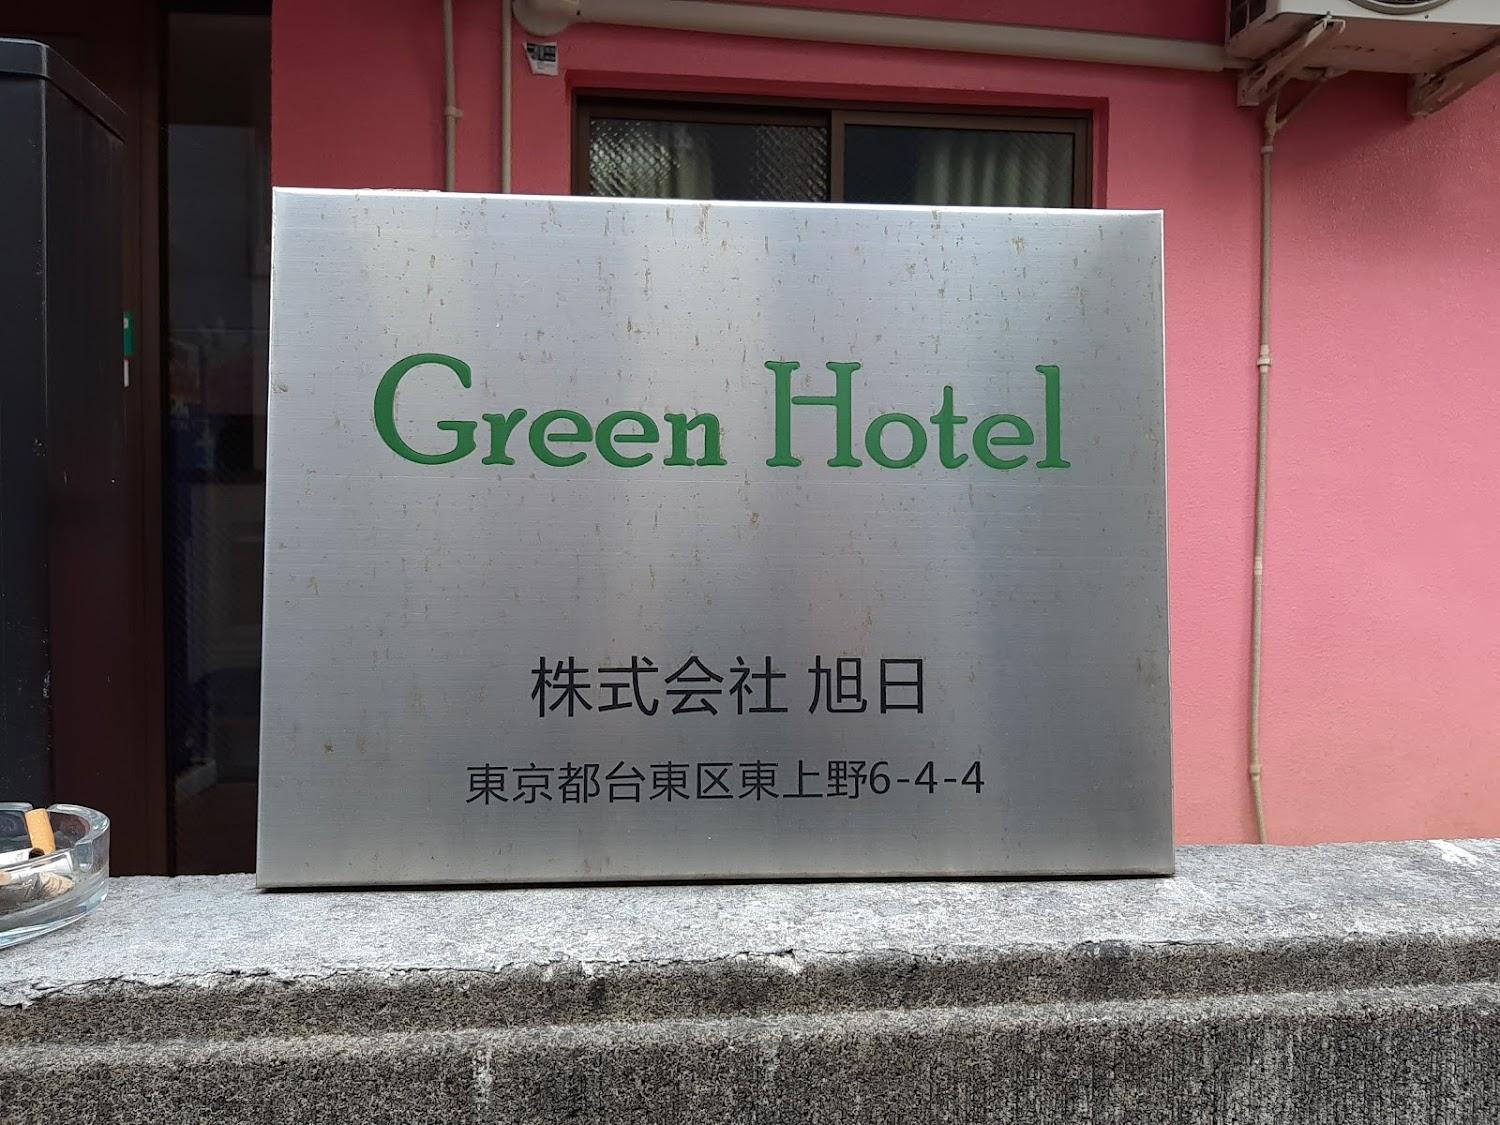 Green Hotel
株式会社 旭日
東京都台東区東上野6-4-4